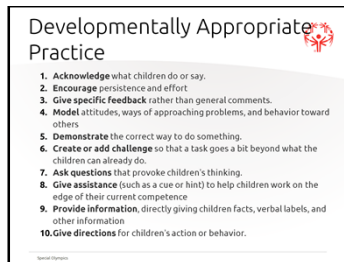 Developmentally Appropriate
Practice
1. Acknowledge what children do or say.
2. Encourage persistence and effort
3. Give specific feedback rather than general comments.
4. Model attitudes, ways of approaching problems, and behavior toward
others
5. Demonstrate the correct way to do something.
6. Create or add challenge so that a task goes a bit beyond what the
children can already do.
7. Ask questions that provoke children's thinking.
8. Give assistance (such as a cue or hint) to help children work on the
edge of their current competence
9. Provide information, directly giving children facts, verbal labels, and
other information
10. Give directions for children's action or behavior.
Special Olympics